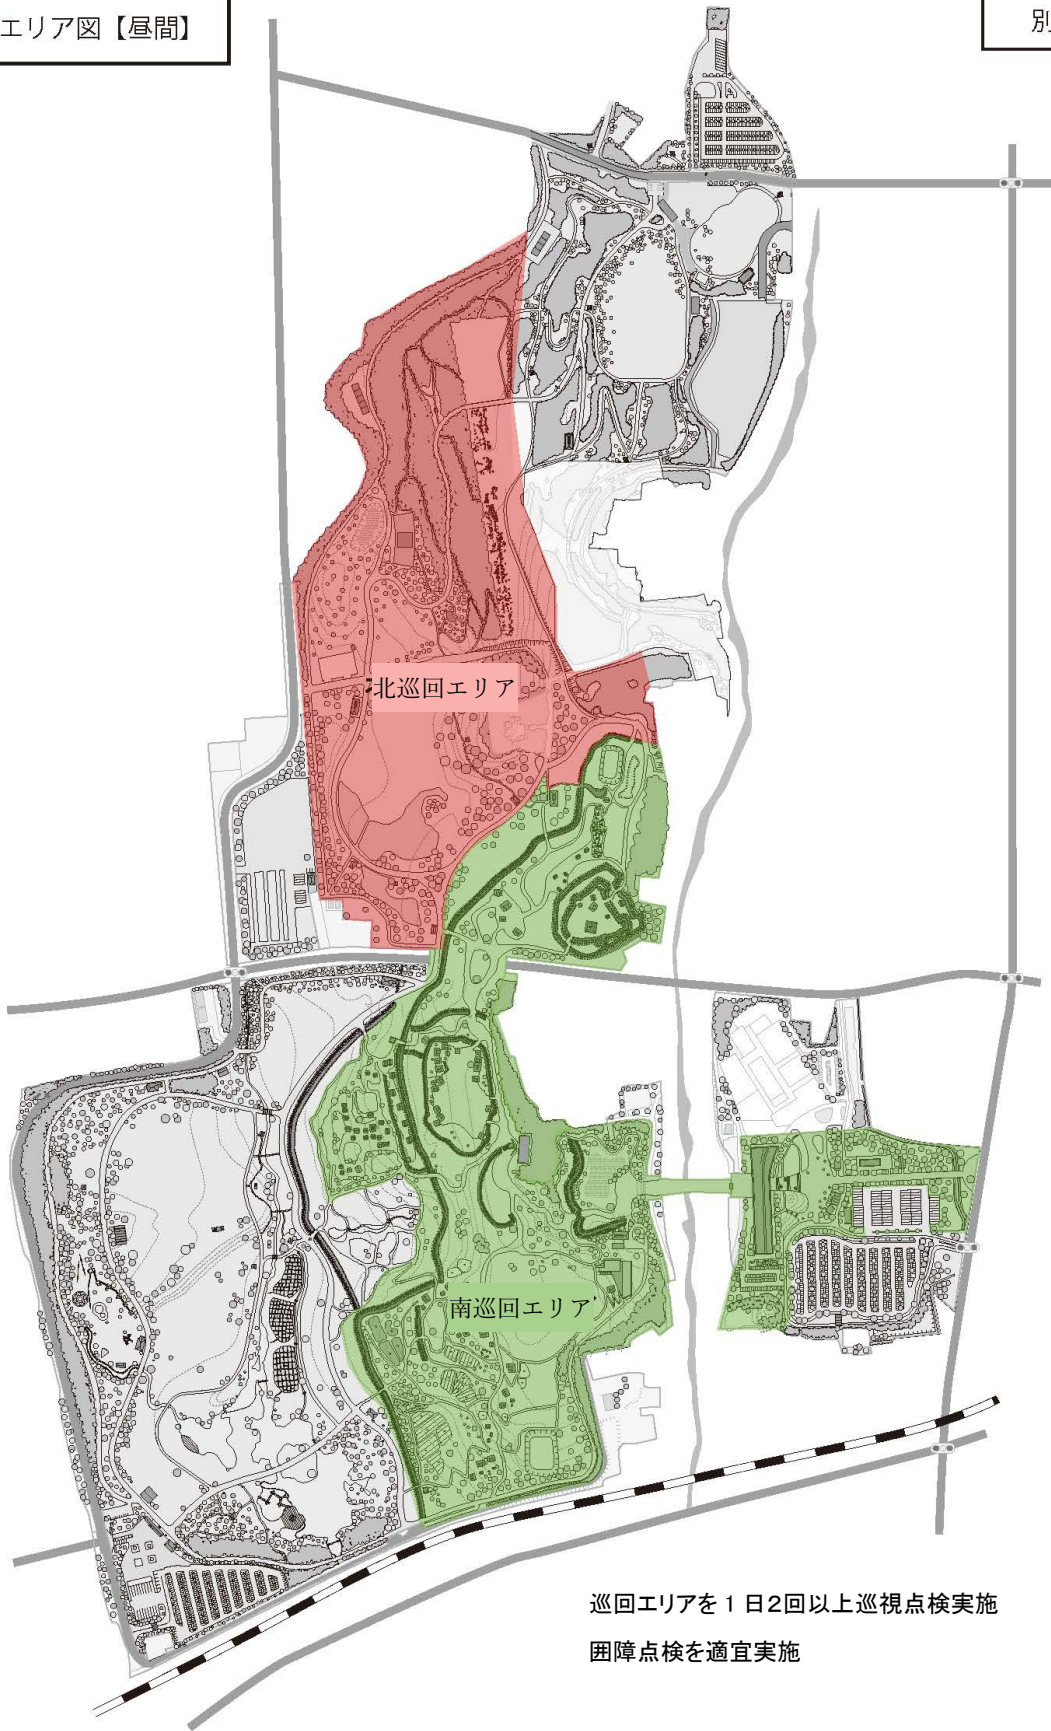 エリア図【昼間】
別
北巡回エリア
南巡回エリア
巡回エリアを1日2回以上巡視点検実施
囲障点検を適宜実施